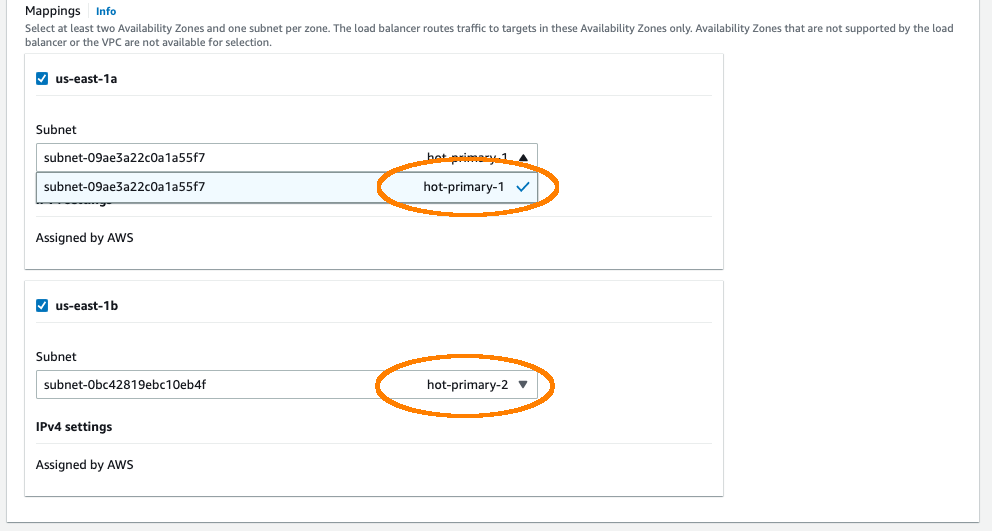 Mappings Info
Select at least two Availability Zones and one subnet per zone. The load balancer routes traffic to targets in these Availability Zones only. Availability Zones that are not supported by the load
balancer or the VPC are not available for selection.
us-east-1a
Subnet
subnet-09ae3a22c0a1a55f7 hot-primary-1
subnet-09ae3a22c0a1a55f7 hot-primary-1
IPv4 settings
Assigned by AWS
us-east-1b
Subnet
subnet-0bc42819ebc10eb4f hot-primary-2
IPv4 settings
Assigned by AWS